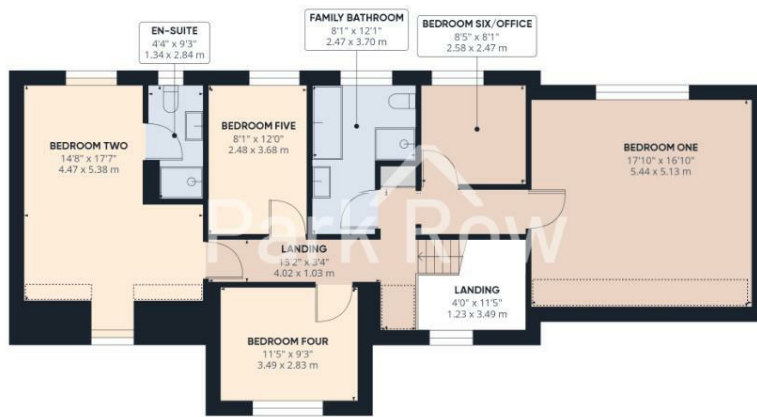 EN-SUITE
4'4" x 9'3"
1.34 x 2.84 m
FAMILY BATHROOM
8'1" x 12'1"
2.47 x 3.70 m
BEDROOM SIX/OFFICE
8'5" x 8'1"
2.58 x 2.47 m
BEDROOM TWO
14'8" x 17'7"
4.47 x 5.38 m
BEDROOM FIVE
8'1" x 12'0"
2.48 x 3.68 m
BEDROOM ONE
17'10" x 16'10"
5.44 x 5.13 m
Park Row
LANDING
13'2" x 3'4"
4.02 x 1.03 m
LANDING
4'0" x 11'5"
1.23 x 3.49 m
BEDROOM FOUR
11'5" x 9'3"
3.49 x 2.83 m